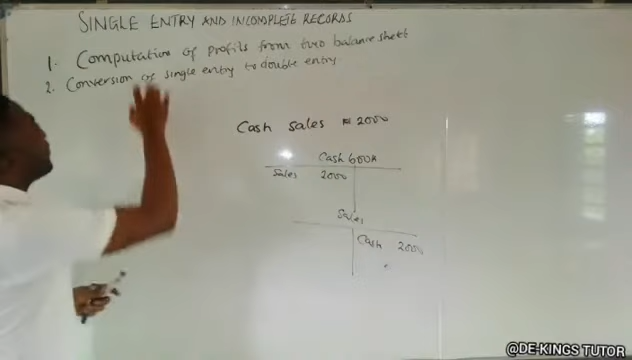 SINGLE ENTRY AND INCOMPLETE RECORDS
1. Computation of profits from two balance sheet
2. Conversion of single entry to double entry
Cash sales ₦2000
Cash book
Sales 2000
Sales
Cash 2000
@DE-KINGS TUTOR